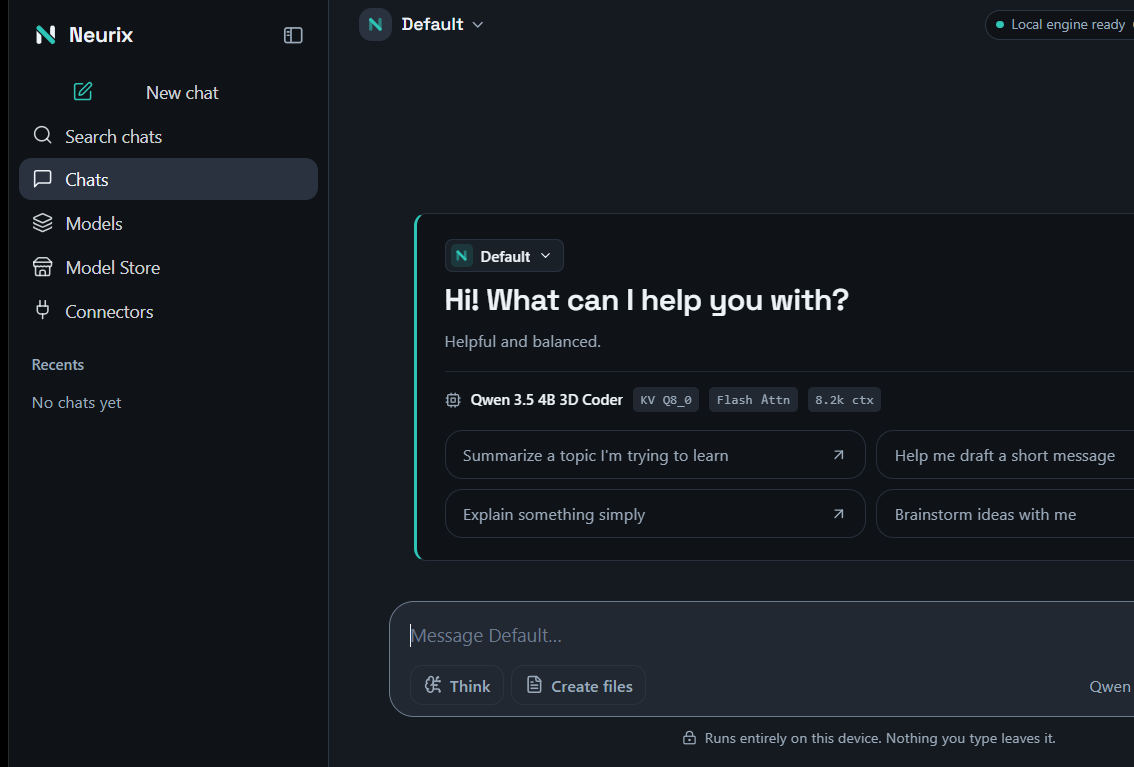 Neurix
New chat
Search chats
Chats
Models
Model Store
Connectors
Recents
No chats yet
Default
Local engine ready
Default
Hi! What can I help you with?
Helpful and balanced.
Qwen 3.5 4B 3D Coder KV Q8_0 Flash Attn 8.2k ctx
Summarize a topic I'm trying to learn
Help me draft a short message
Explain something simply
Brainstorm ideas with me
Message Default...
Think
Create files
Qwen
Runs entirely on this device. Nothing you type leaves it.